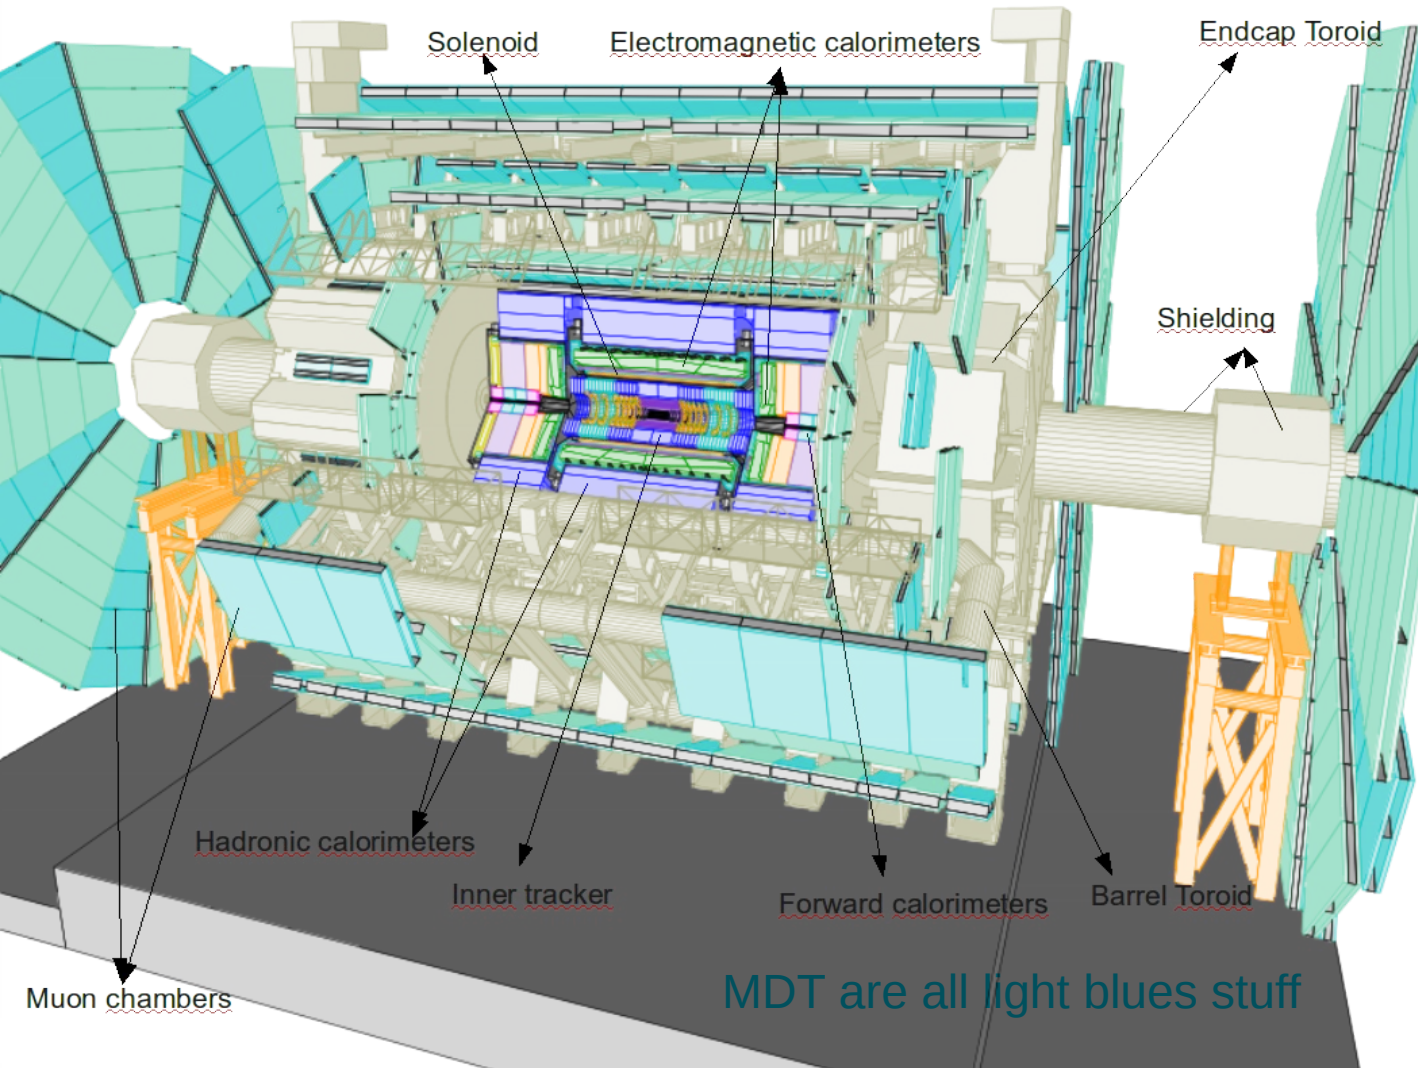 Solenoid
Electromagnetic calorimeters
Endcap Toroid
Shielding
Hadronic calorimeters
Inner tracker
Forward calorimeters
Barrel Toroid
Muon chambers
MDT are all light blues stuff